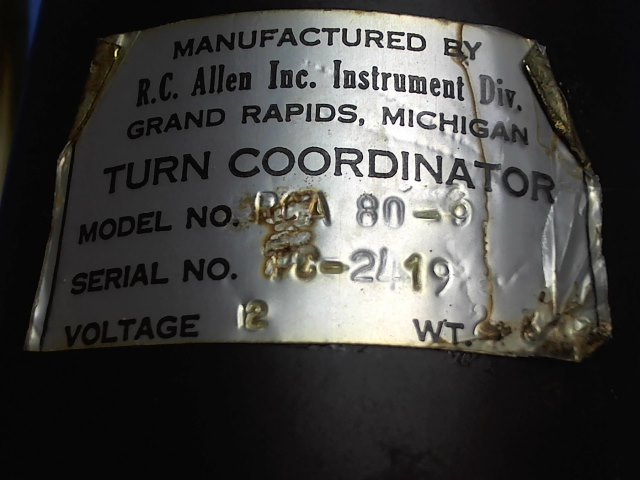 MANUFACTURED BY
R.C. Allen Inc. Instrument Div.
GRAND RAPIDS, MICHIGAN
TURN COORDINATOR
MODEL NO. RCA 80-9
SERIAL NO. -2419
VOLTAGE 12
WT.